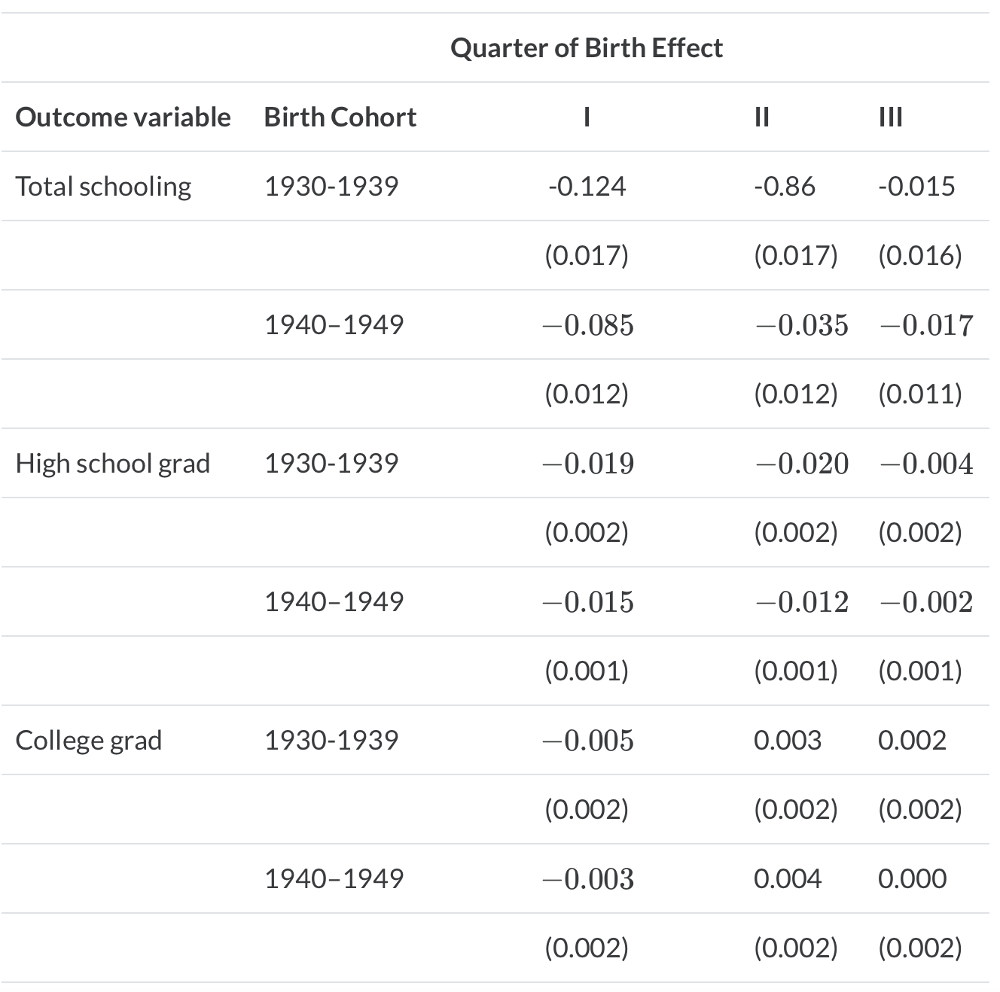 Quarter of Birth Effect
Outcome variable Birth Cohort I II III
Total schooling 1930-1939 -0.124 -0.86 -0.015
(0.017) (0.017) (0.016)
1940–1949 −0.085 −0.035 −0.017
(0.012) (0.012) (0.011)
High school grad 1930-1939 −0.019 −0.020 −0.004
(0.002) (0.002) (0.002)
1940–1949 −0.015 −0.012 −0.002
(0.001) (0.001) (0.001)
College grad 1930-1939 −0.005 0.003 0.002
(0.002) (0.002) (0.002)
1940–1949 −0.003 0.004 0.000
(0.002) (0.002) (0.002)